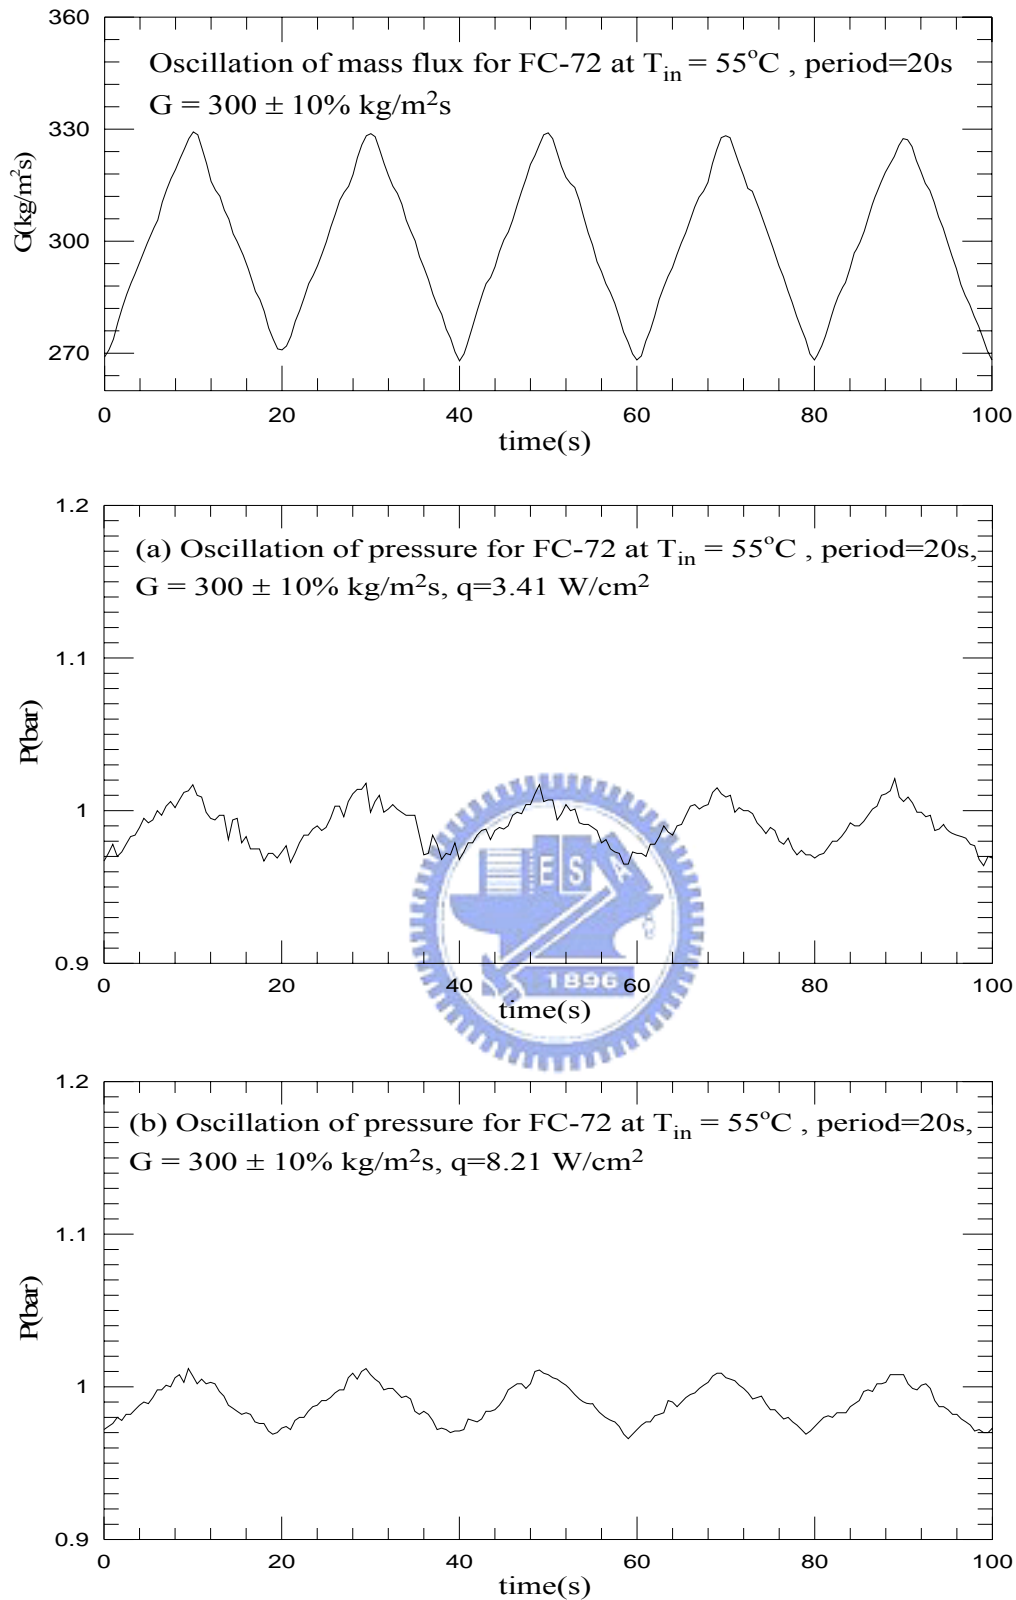 360
330
300
270
G(kg/m²s)
Oscillation of mass flux for FC-72 at T_in = 55°C , period=20s
G = 300 ± 10% kg/m²s
0 20 40 60 80 100
time(s)
1.2
1.1
1
0.9
P(bar)
(a) Oscillation of pressure for FC-72 at T_in = 55°C , period=20s,
G = 300 ± 10% kg/m²s, q=3.41 W/cm²
E S A
1896
0 20 40 60 80 100
time(s)
1.2
1.1
1
0.9
P(bar)
(b) Oscillation of pressure for FC-72 at T_in = 55°C , period=20s,
G = 300 ± 10% kg/m²s, q=8.21 W/cm²
0 20 40 60 80 100
time(s)